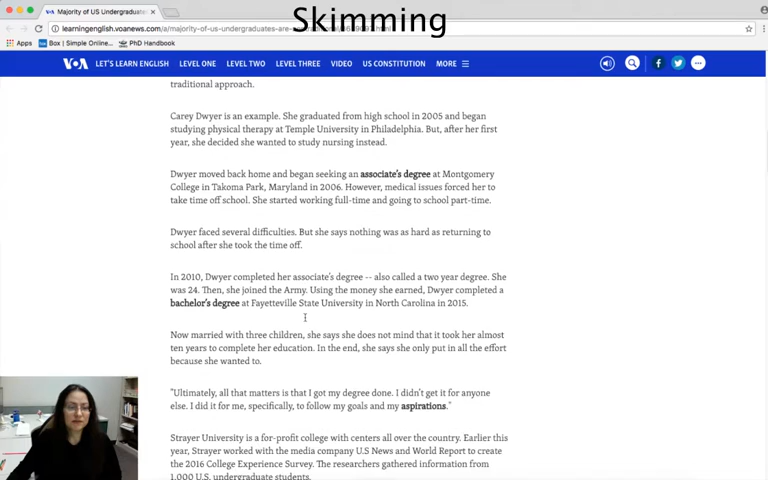 Skimming
Majority of US Undergraduate
learningenglish.voanews.com/a/majority-of-us-undergraduates-are-
Apps Box | Simple Online... PhD Handbook
VOA LET'S LEARN ENGLISH LEVEL ONE LEVEL TWO LEVEL THREE VIDEO US CONSTITUTION MORE
traditional approach.
Carey Dwyer is an example. She graduated from high school in 2005 and began
studying physical therapy at Temple University in Philadelphia. But, after her first
year, she decided she wanted to study nursing instead.
Dwyer moved back home and began seeking an associate's degree at Montgomery
College in Takoma Park, Maryland in 2006. However, medical issues forced her to
take time off school. She started working full-time and going to school part-time.
Dwyer faced several difficulties. But she says nothing was as hard as returning to
school after she took the time off.
In 2010, Dwyer completed her associate's degree -- also called a two year degree. She
was 24. Then, she joined the Army. Using the money she earned, Dwyer completed a
bachelor's degree at Fayetteville State University in North Carolina in 2015.
Now married with three children, she says she does not mind that it took her almost
ten years to complete her education. In the end, she says she only put in all the effort
because she wanted to.
"Ultimately, all that matters is that I got my degree done. I didn't get it for anyone
else. I did it for me, specifically, to follow my goals and my aspirations."
Strayer University is a for-profit college with centers all over the country. Earlier this
year, Strayer worked with the media company U.S News and World Report to create
the 2016 College Experience Survey. The researchers gathered information from
1,000 U.S. undergraduate students.